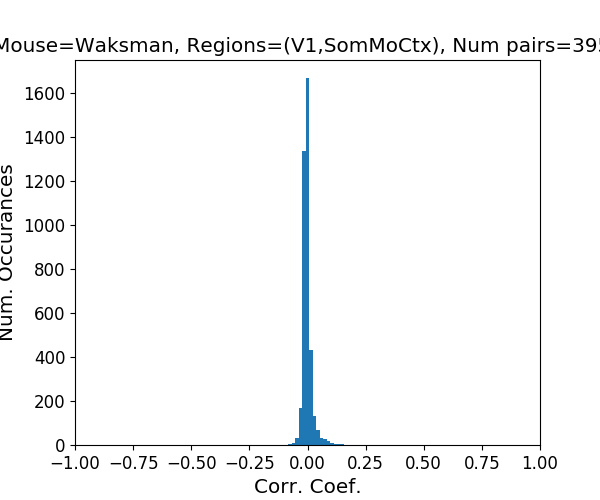 Mouse=Waksman, Regions=(V1,SomMoCtx), Num pairs=395
Num. Occurances
1600
1400
1200
1000
800
600
400
200
0
−1.00 −0.75 −0.50 −0.25 0.00 0.25 0.50 0.75 1.00
Corr. Coef.